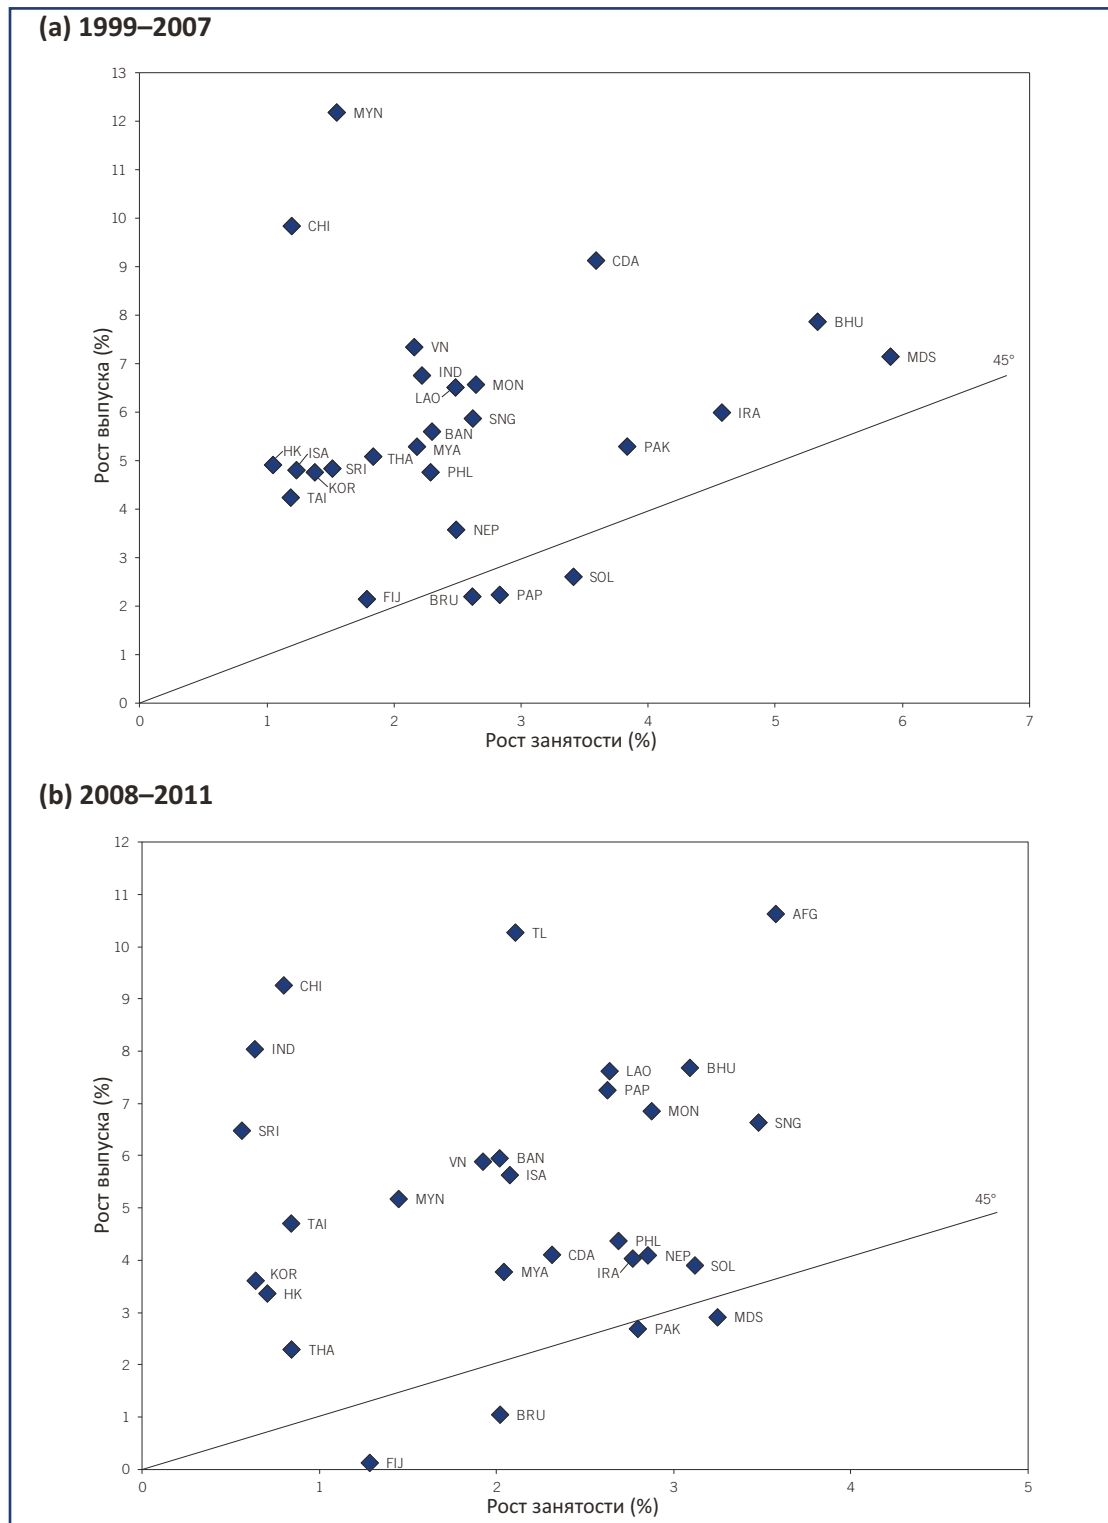 (a) 1999–2007
13
12
11
10
9
8
7
6
5
4
3
2
1
0
Рост выпуска (%)
MYN
CHI
CDA
BHU
VN
MDS
45°
IND
MON
LAO
IRA
SNG
BAN
HK
ISA
MYA
PAK
THA
SRI
PHL
KOR
TAI
NEP
SOL
FIJ
BRU
PAP
0 1 2 3 4 5 6 7
Рост занятости (%)
(b) 2008–2011
12
11
10
9
8
7
6
5
4
3
2
1
0
Рост выпуска (%)
AFG
TL
CHI
IND
LAO
BHU
PAP
MON
SNG
SRI
VN
BAN
ISA
MYN
45°
TAI
PHL
CDA
NEP
MYA
IRA
SOL
KOR
HK
MDS
PAK
THA
BRU
FIJ
0 1 2 3 4 5
Рост занятости (%)